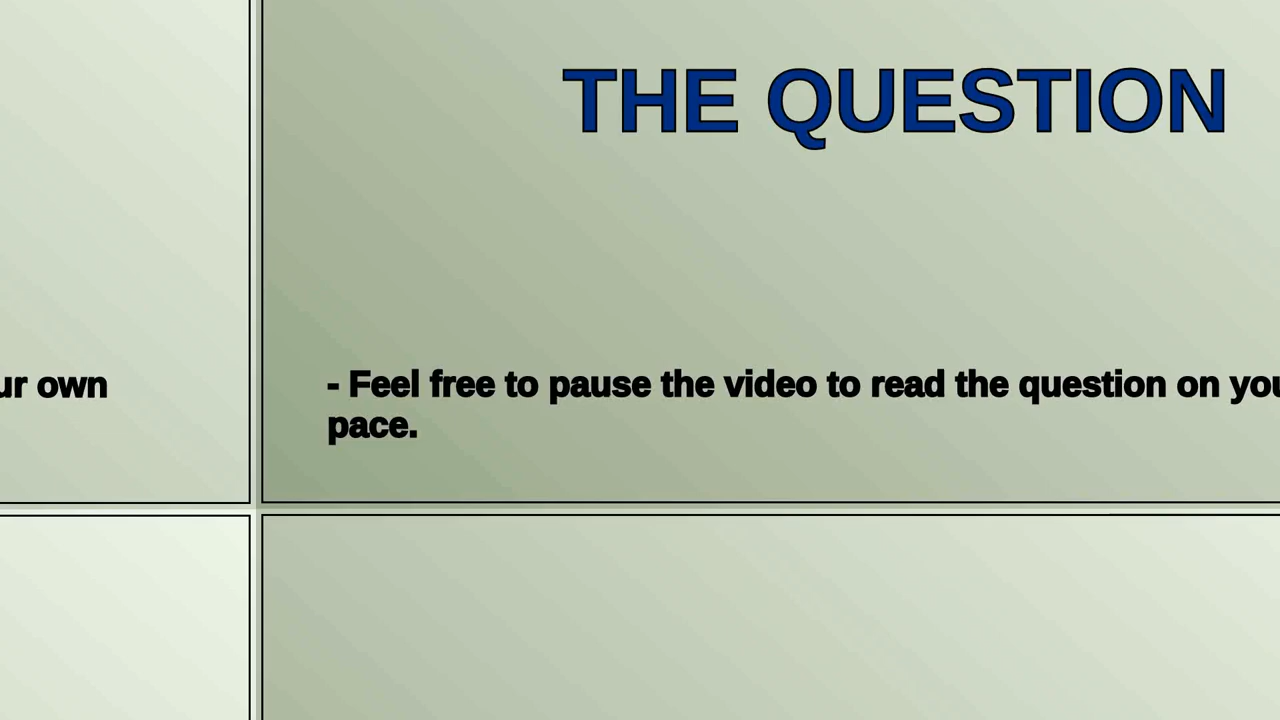 THE QUESTION
ur own
- Feel free to pause the video to read the question on you
pace.